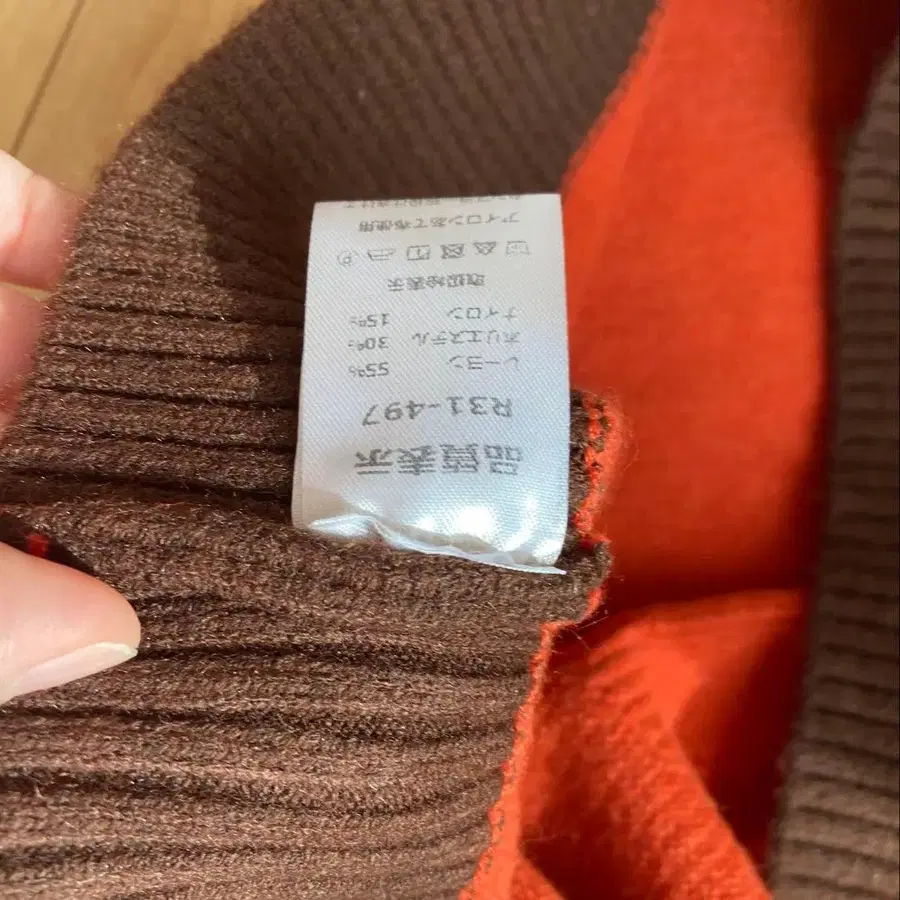 品質表示
R31-497
レーヨン 55%
ポリエステル 30%
ナイロン 15%
取扱絵表示
P
アイロンあて布使用